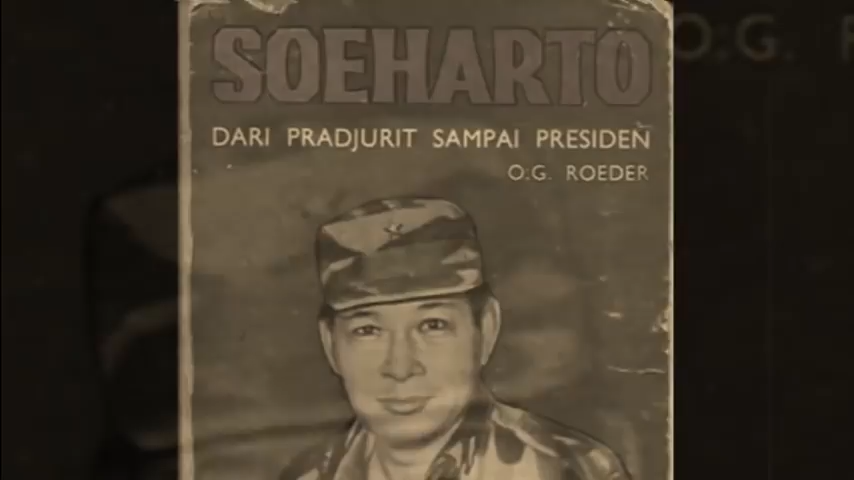 SOEHARTO
DARI PRADJURIT SAMPAI PRESIDEN
O.G. ROEDER
O:G. R